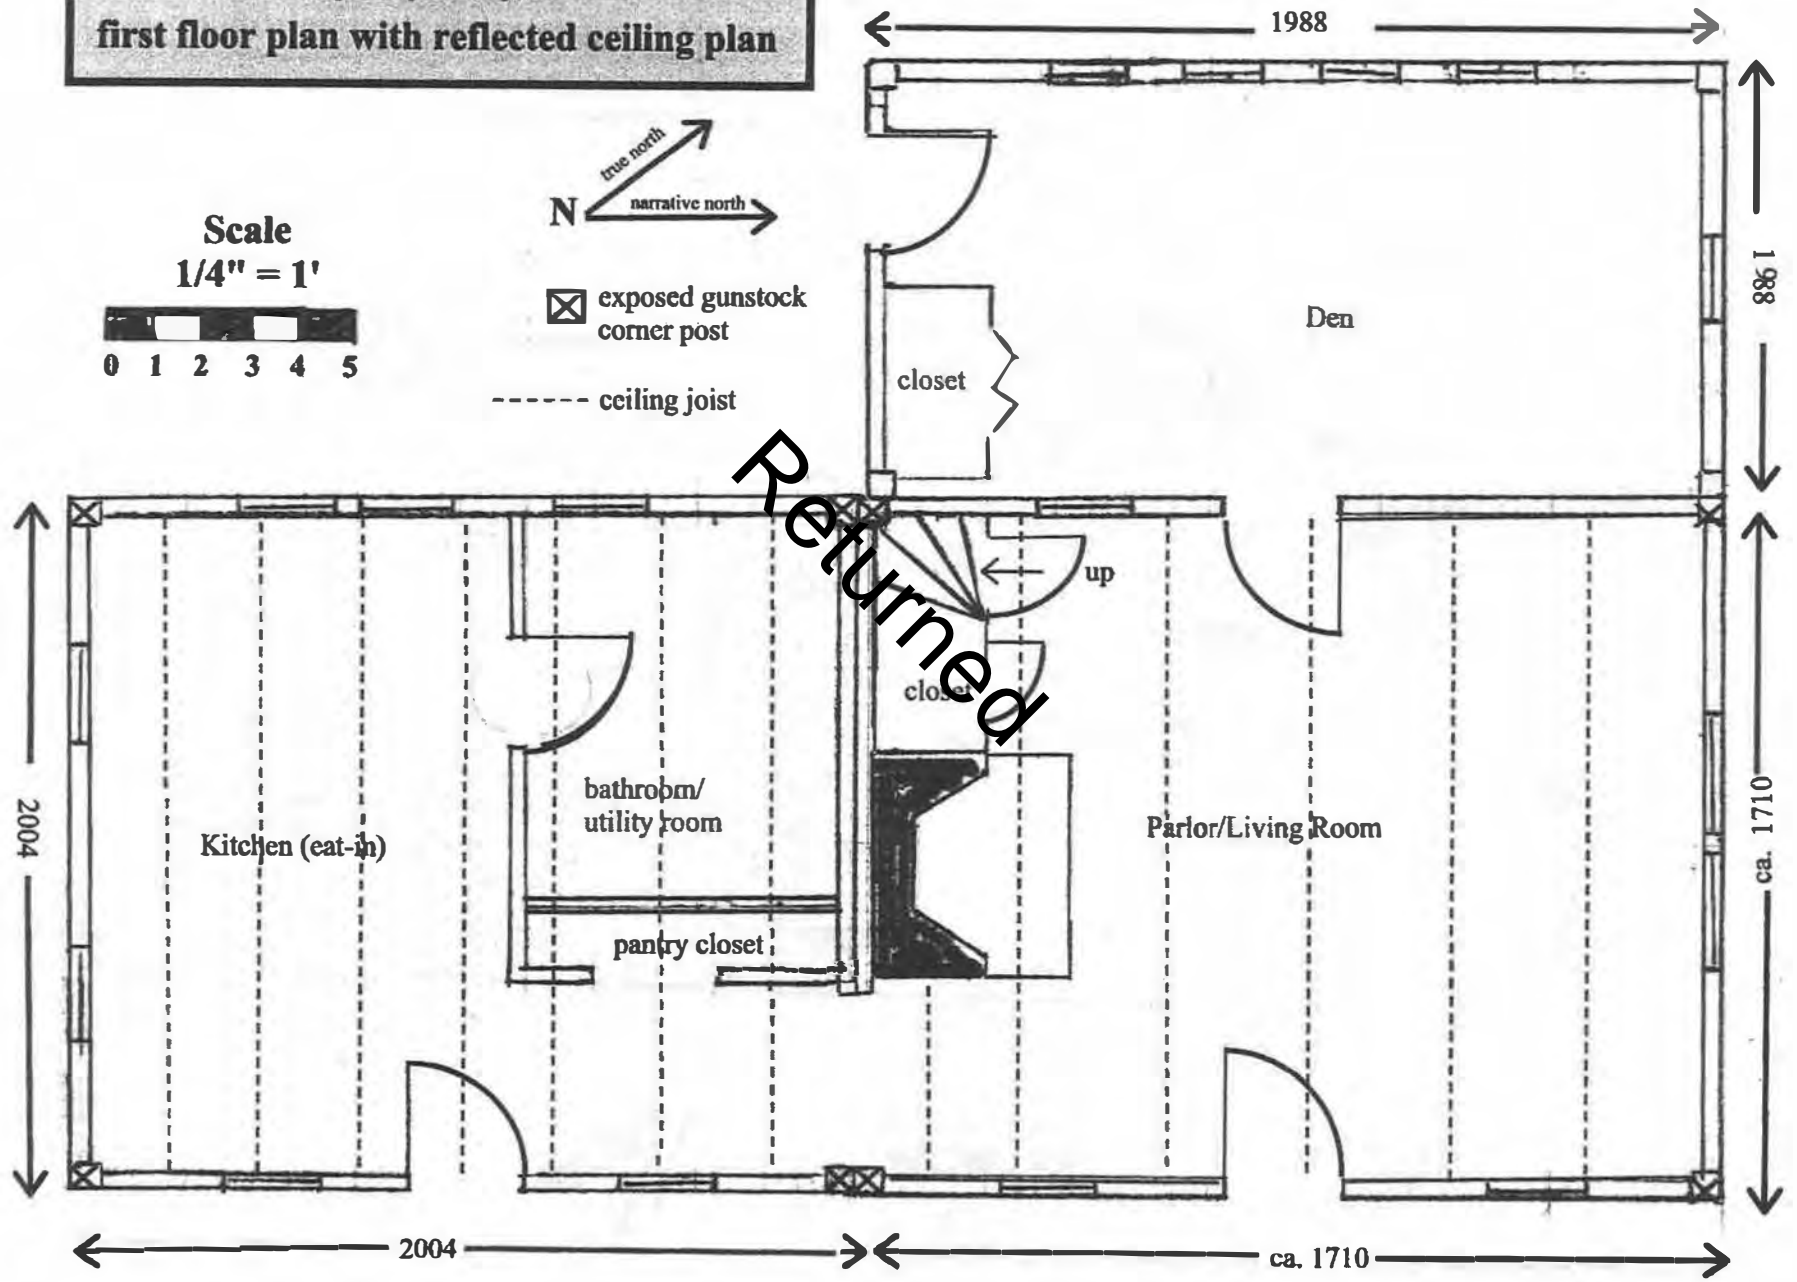 first floor plan with reflected ceiling plan
1988
true north
N
narrative north
Scale
1/4" = 1'
0 1 2 3 4 5
exposed gunstock
corner post
ceiling joist
Den
1988
closet
Returned
up
closet
bathroom/
utility room
Kitchen (eat-in)
Parlor/Living Room
pantry closet
2004
ca. 1710
2004
ca. 1710